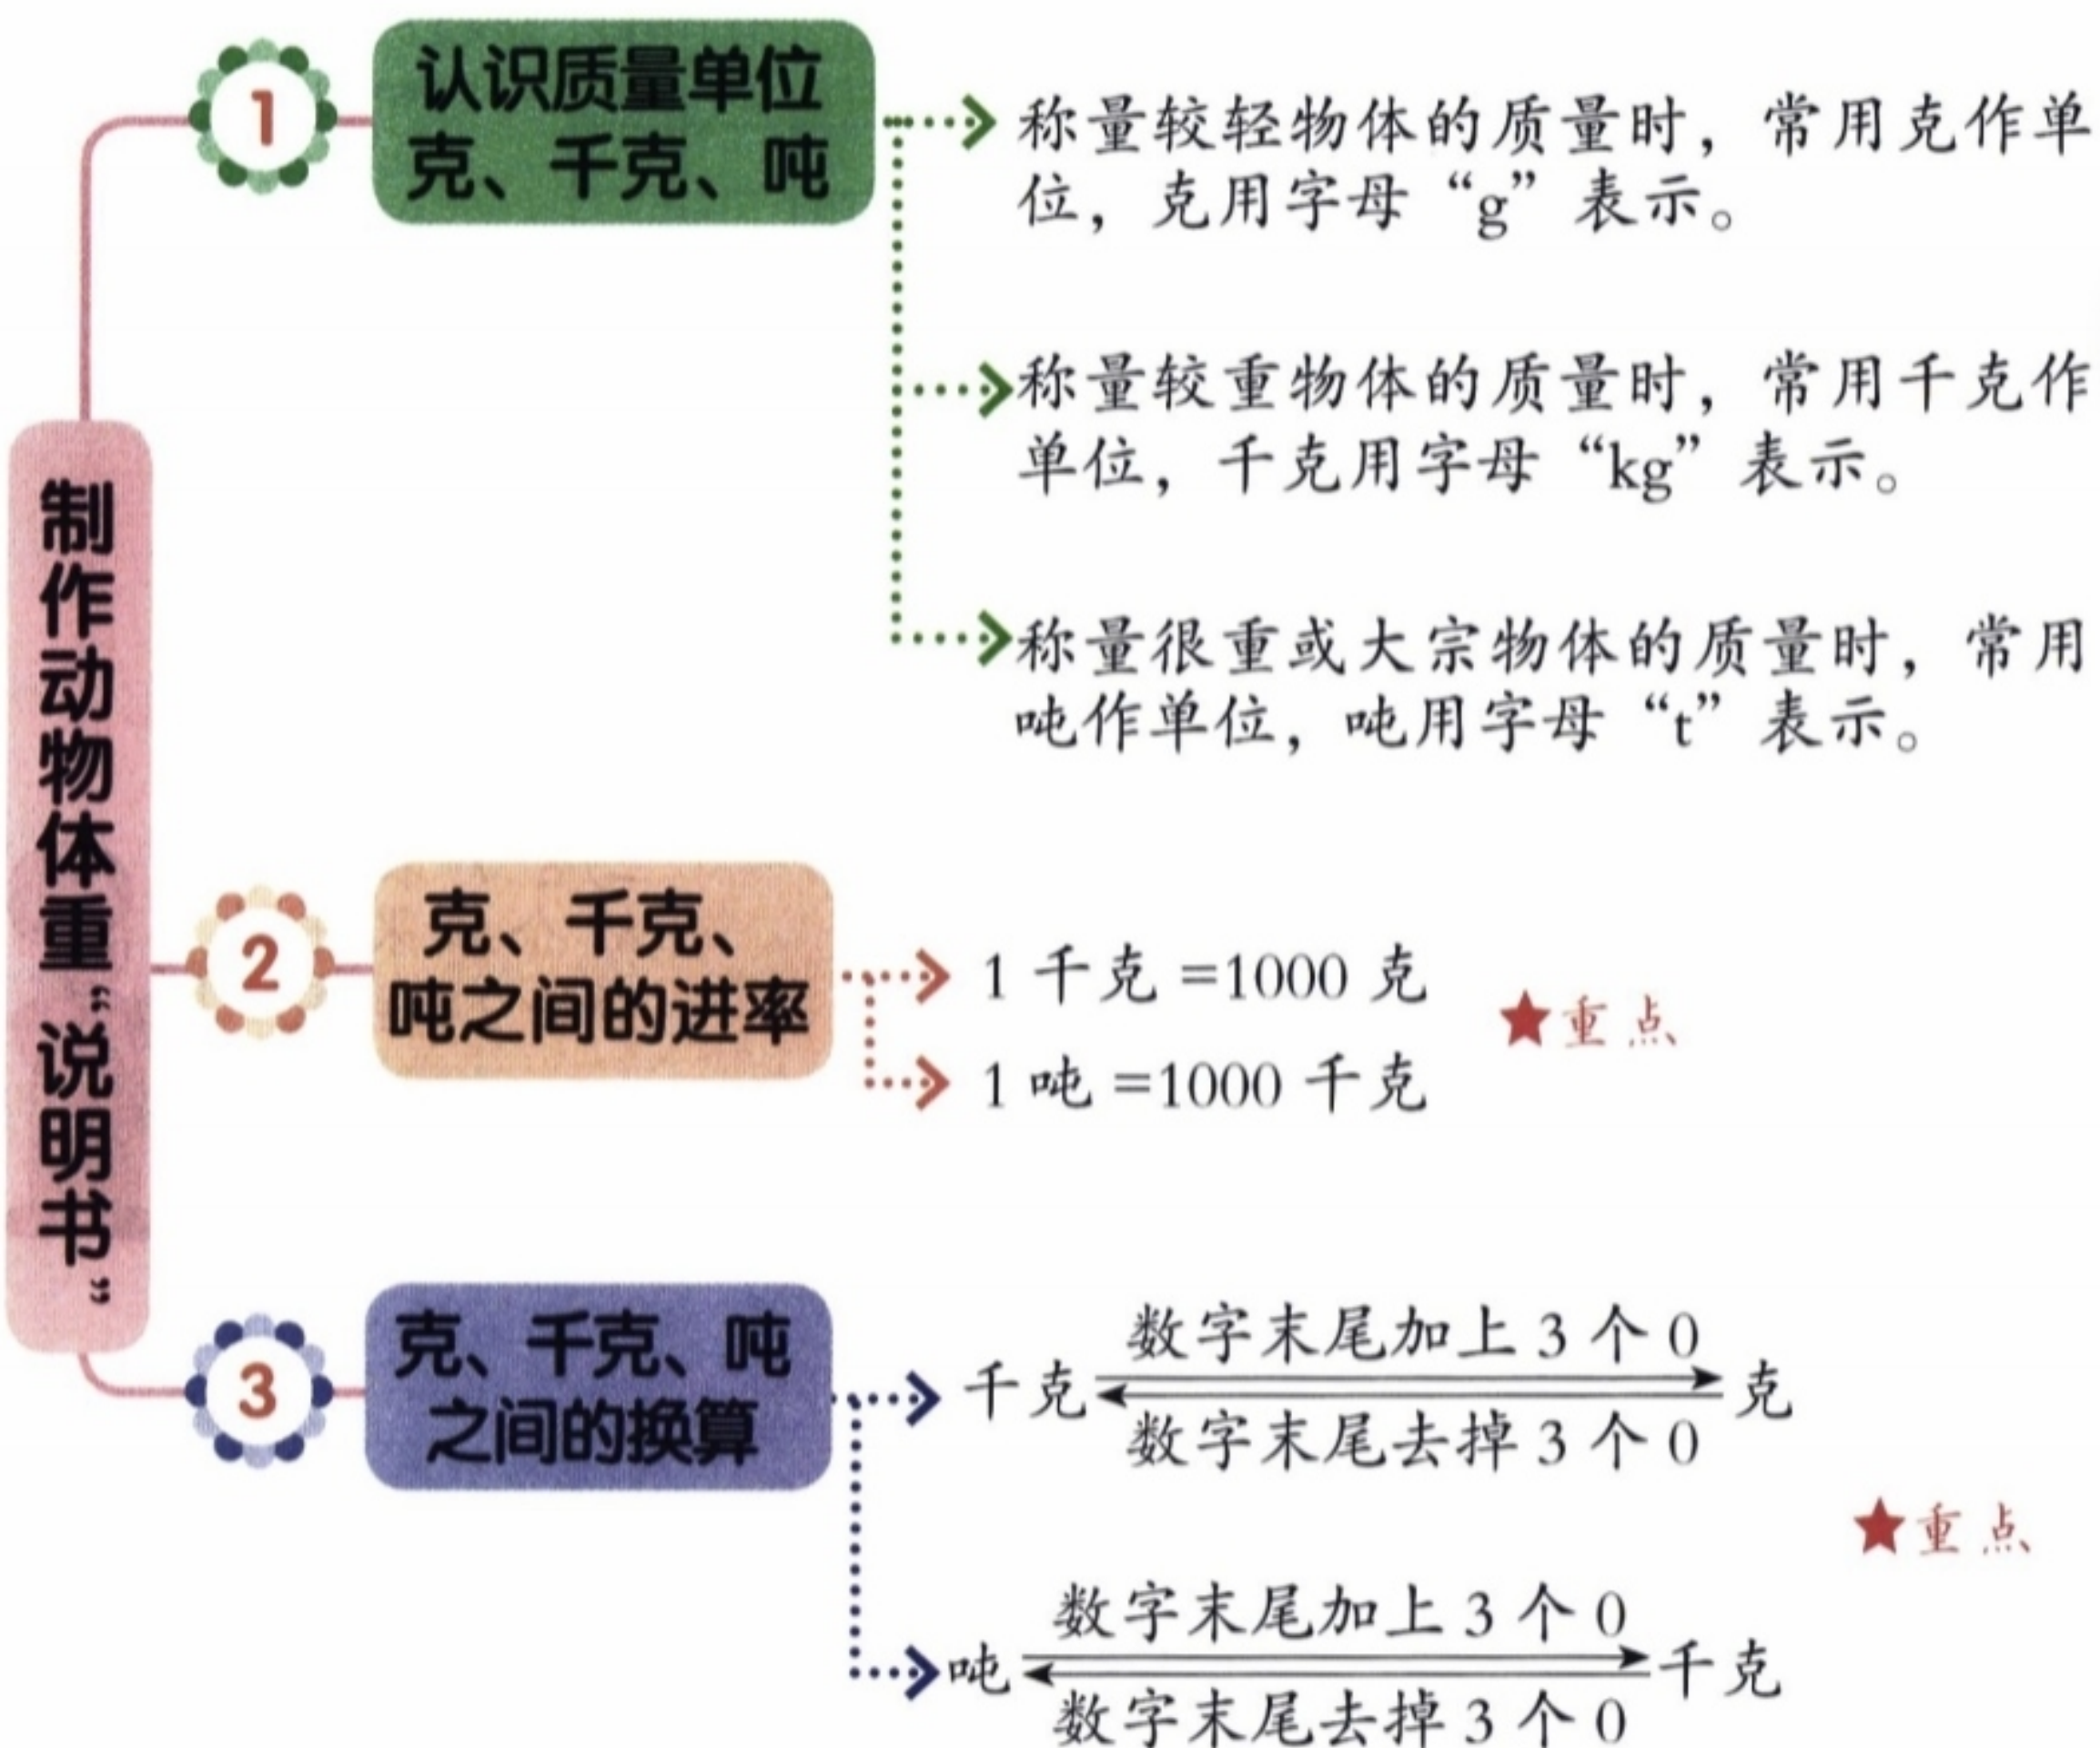 制作动物体重“说明书”
1
认识质量单位
克、千克、吨
称量较轻物体的质量时，常用克作单
位，克用字母“g”表示。
称量较重物体的质量时，常用千克作
单位，千克用字母“kg”表示。
称量很重或大宗物体的质量时，常用
吨作单位，吨用字母“t”表示。
2
克、千克、
吨之间的进率
1 千克 =1000 克
1 吨 =1000 千克
★重点
3
克、千克、吨
之间的换算
数字末尾加上 3 个 0
千克 克
数字末尾去掉 3 个 0
★重点
数字末尾加上 3 个 0
吨 千克
数字末尾去掉 3 个 0